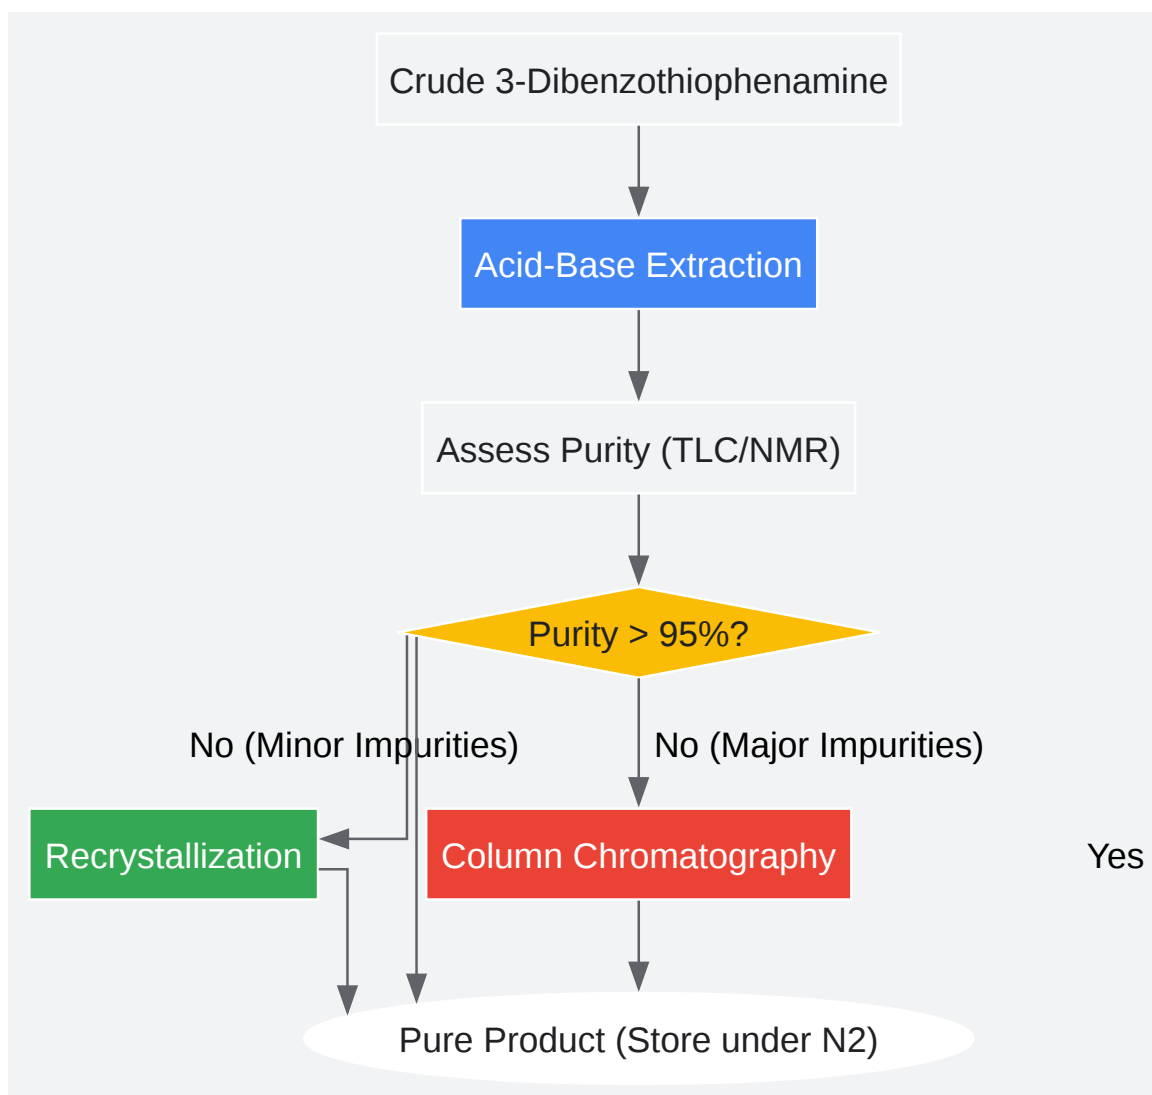 Crude 3-Dibenzothiophenamine
Acid-Base Extraction
Assess Purity (TLC/NMR)
Purity > 95%?
No (Minor Impurities)
No (Major Impurities)
Recrystallization
Column Chromatography
Yes
Pure Product (Store under N2)